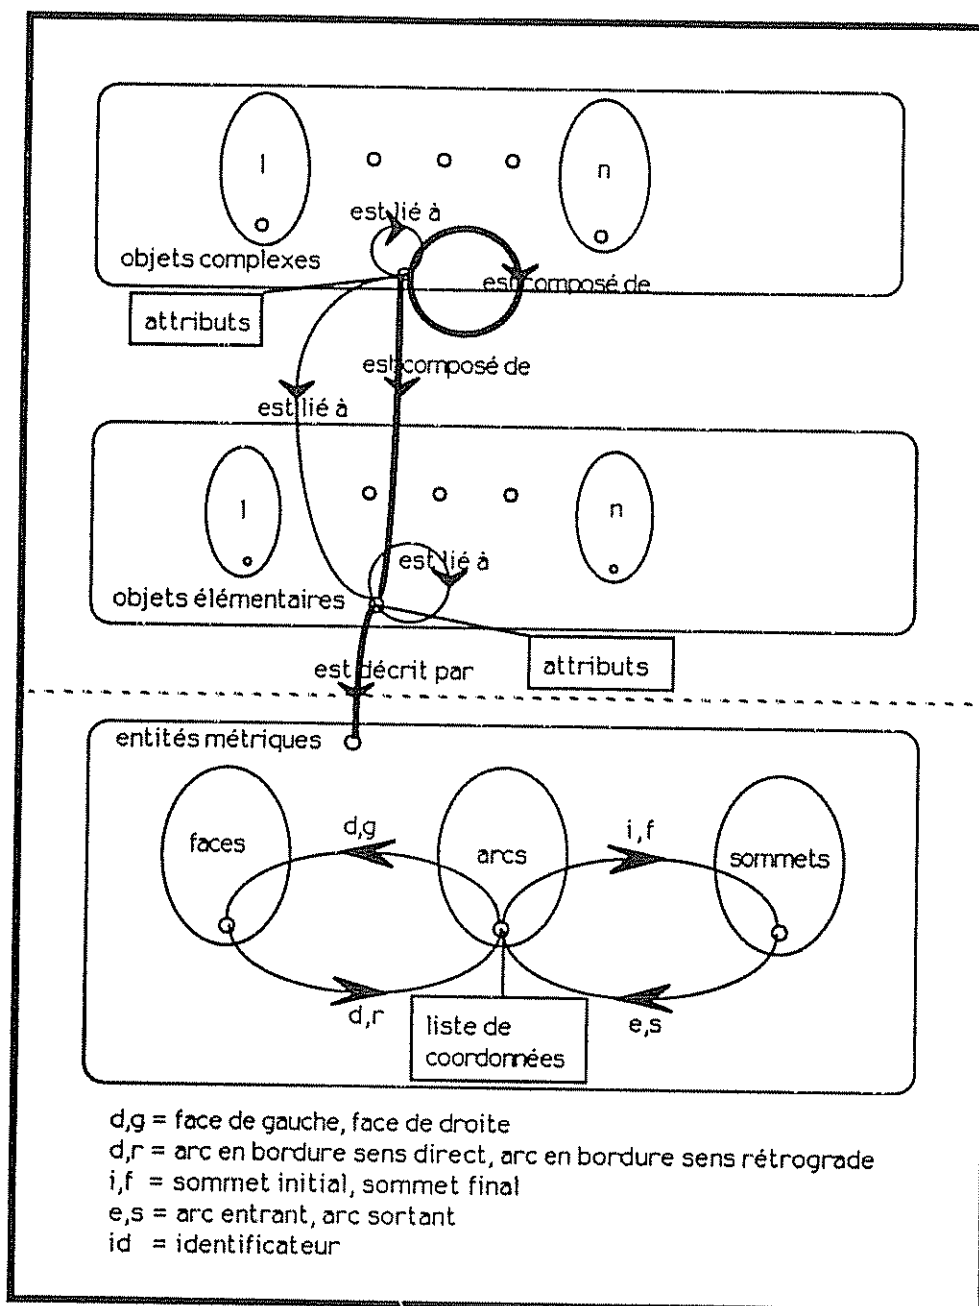 l
n
est lié à
objets complexes
est composé de
attributs
est composé de
est lié à
l
n
est lié à
objets élémentaires
est décrit par
attributs
entités métriques
faces
d,g
arcs
i,f
sommets
d,r
liste de
coordonnées
e,s
d,g = face de gauche, face de droite
d,r = arc en bordure sens direct, arc en bordure sens rétrograde
i,f = sommet initial, sommet final
e,s = arc entrant, arc sortant
id = identificateur